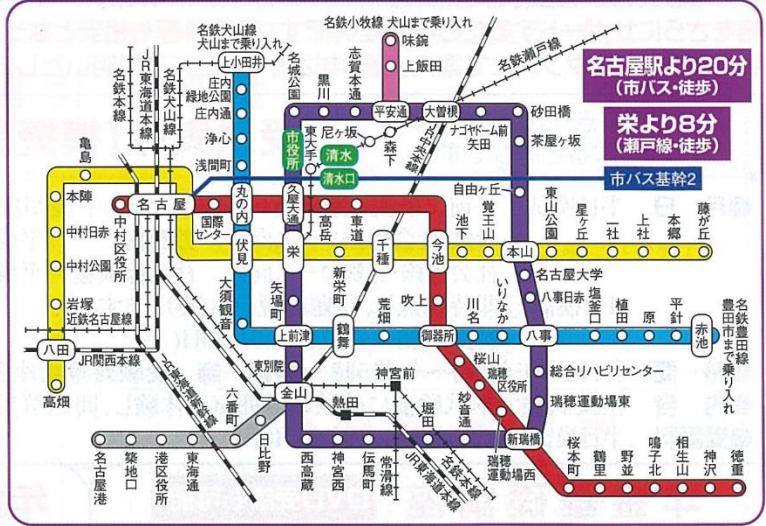 名鉄犬山線
犬山まで乗り入れ
上小田井
名鉄小牧線 犬山まで乗り入れ
味鋺
上飯田
名鉄瀬戸線
名鉄本線
JR東海道本線
名鉄犬山線
庄内
緑地公園
庄内通
浄心
浅間町
名城公園
黒川
志賀本通
平安通
大曽根
ナゴヤドーム前
矢田
砂田橋
茶屋ヶ坂
自由ヶ丘
名古屋駅より20分
(市バス・徒歩)
栄より8分
(瀬戸線・徒歩)
市バス基幹2
市役所
東大手
尼ヶ坂
清水
清水口
森下
JR中央本線
亀島
本陣
中村日赤
中村公園
岩塚
近鉄名古屋線
八田
JR関西本線
高畑
名古屋
中村区役所
国際
センター
丸の内
久屋大通
高岳
車道
伏見
栄
新栄町
千種
今池
池下
覚王山
本山
東山公園
星ヶ丘
一社
上社
本郷
藤が丘
名古屋大学
八事日赤
大須観音
矢場町
上前津
鶴舞
荒畑
吹上
御器所
川名
いりなか
八事
塩釜口
植田
原
平針
赤池
名鉄豊田線
豊田市まで乗り入れ
東別院
金山
神宮前
熱田
JR東海道新幹線
六番町
日比野
名古屋港
築地口
港区役所
東海通
西高蔵
神宮西
伝馬町
常滑線
JR東海道本線
名鉄本線
堀田
妙音通
桜山
瑞穂
区役所
瑞穂
運動場西
新瑞橋
総合リハビリセンター
瑞穂運動場東
桜本町
鶴里
野並
鳴子北
相生山
神沢
徳重